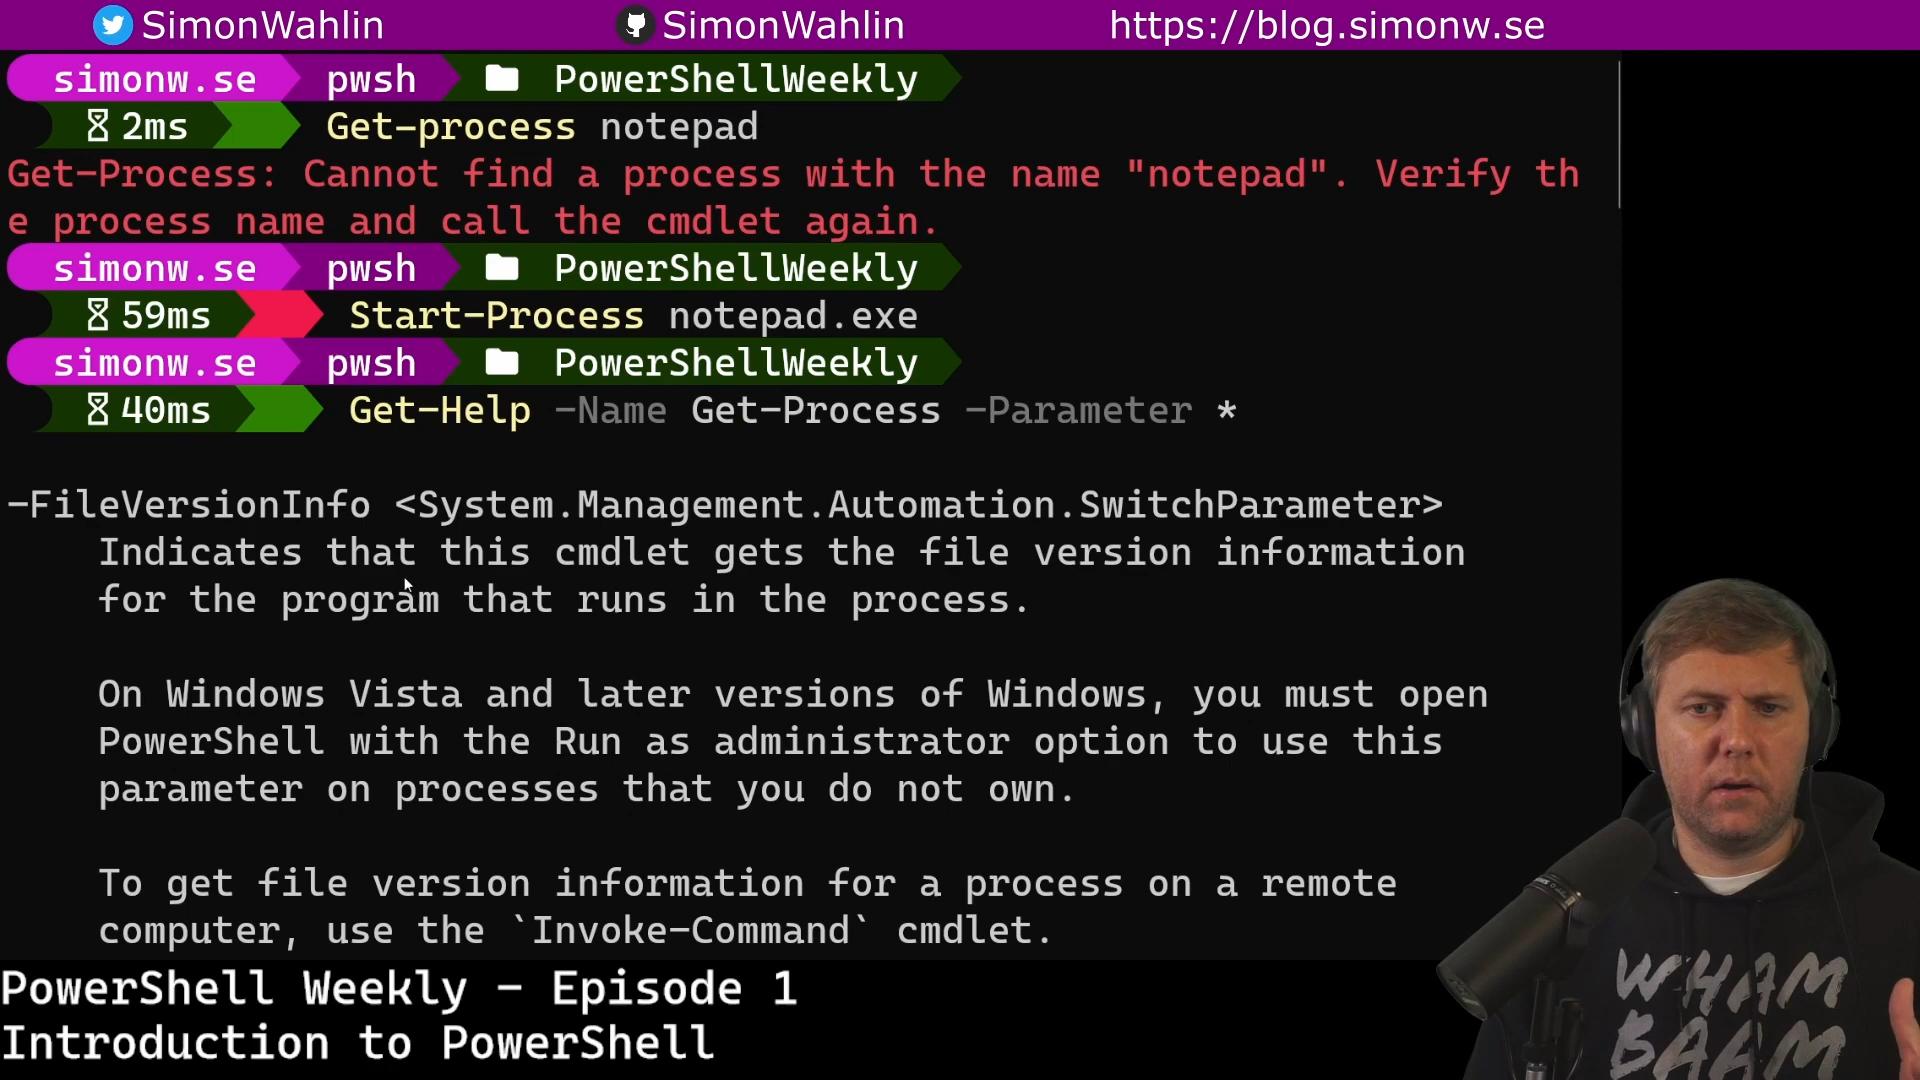 SimonWahlin SimonWahlin https://blog.simonw.se
simonw.se pwsh PowerShellWeekly
2ms Get-process notepad
Get-Process: Cannot find a process with the name "notepad". Verify th
e process name and call the cmdlet again.
simonw.se pwsh PowerShellWeekly
59ms Start-Process notepad.exe
simonw.se pwsh PowerShellWeekly
40ms Get-Help -Name Get-Process -Parameter *
-FileVersionInfo <System.Management.Automation.SwitchParameter>
Indicates that this cmdlet gets the file version information
for the program that runs in the process.
On Windows Vista and later versions of Windows, you must open
PowerShell with the Run as administrator option to use this
parameter on processes that you do not own.
To get file version information for a process on a remote
computer, use the `Invoke-Command` cmdlet.
WHAM
BAAM
PowerShell Weekly - Episode 1
Introduction to PowerShell